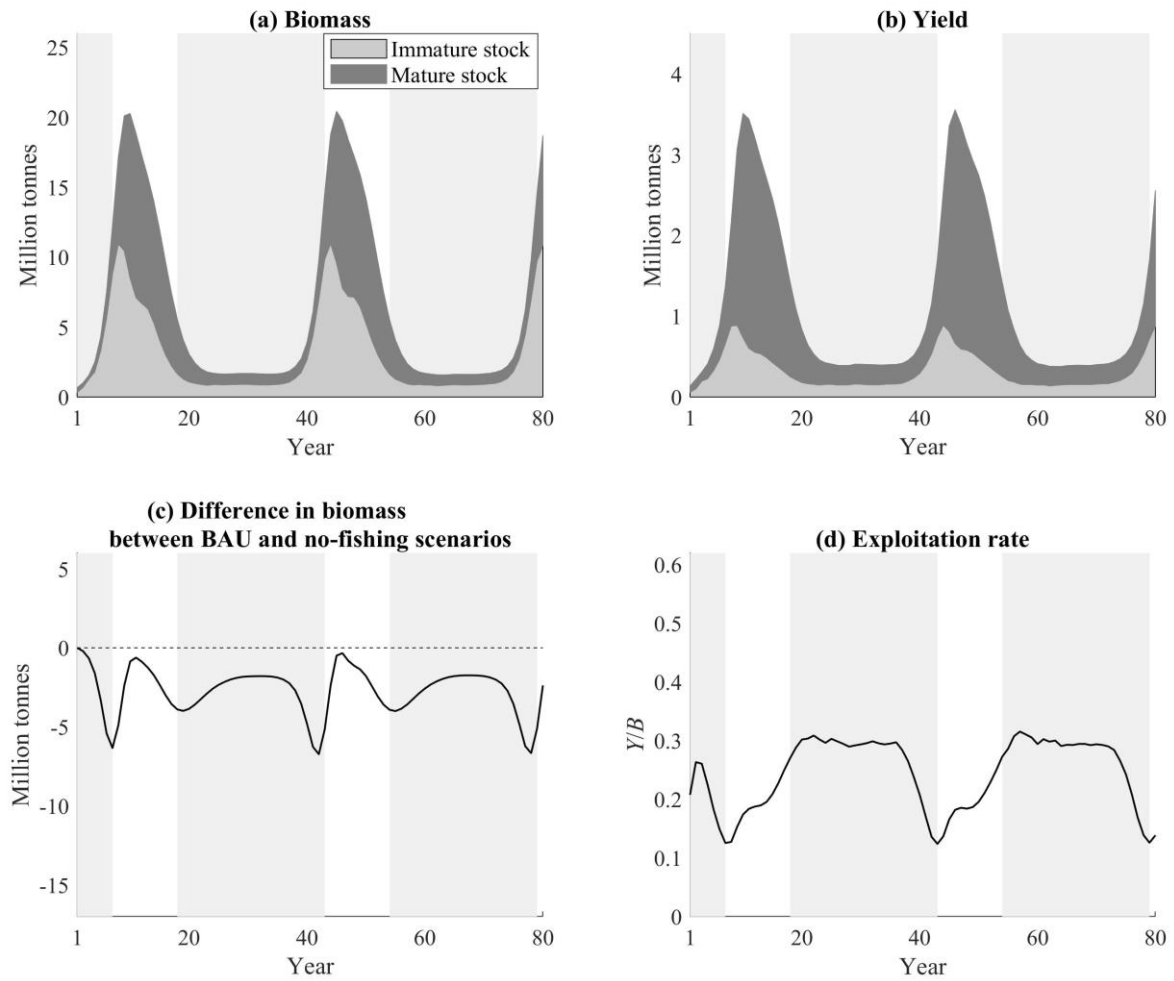 (a) Biomass
Million tonnes
25
20
15
10
5
0
Immature stock
Mature stock
1 20 40 60 80
Year
(b) Yield
Million tonnes
4
3
2
1
0
1 20 40 60 80
Year
(c) Difference in biomass
between BAU and no-fishing scenarios
Million tonnes
5
0
-5
-10
-15
1 20 40 60 80
Year
(d) Exploitation rate
Y/B
0.6
0.5
0.4
0.3
0.2
0.1
0
1 20 40 60 80
Year